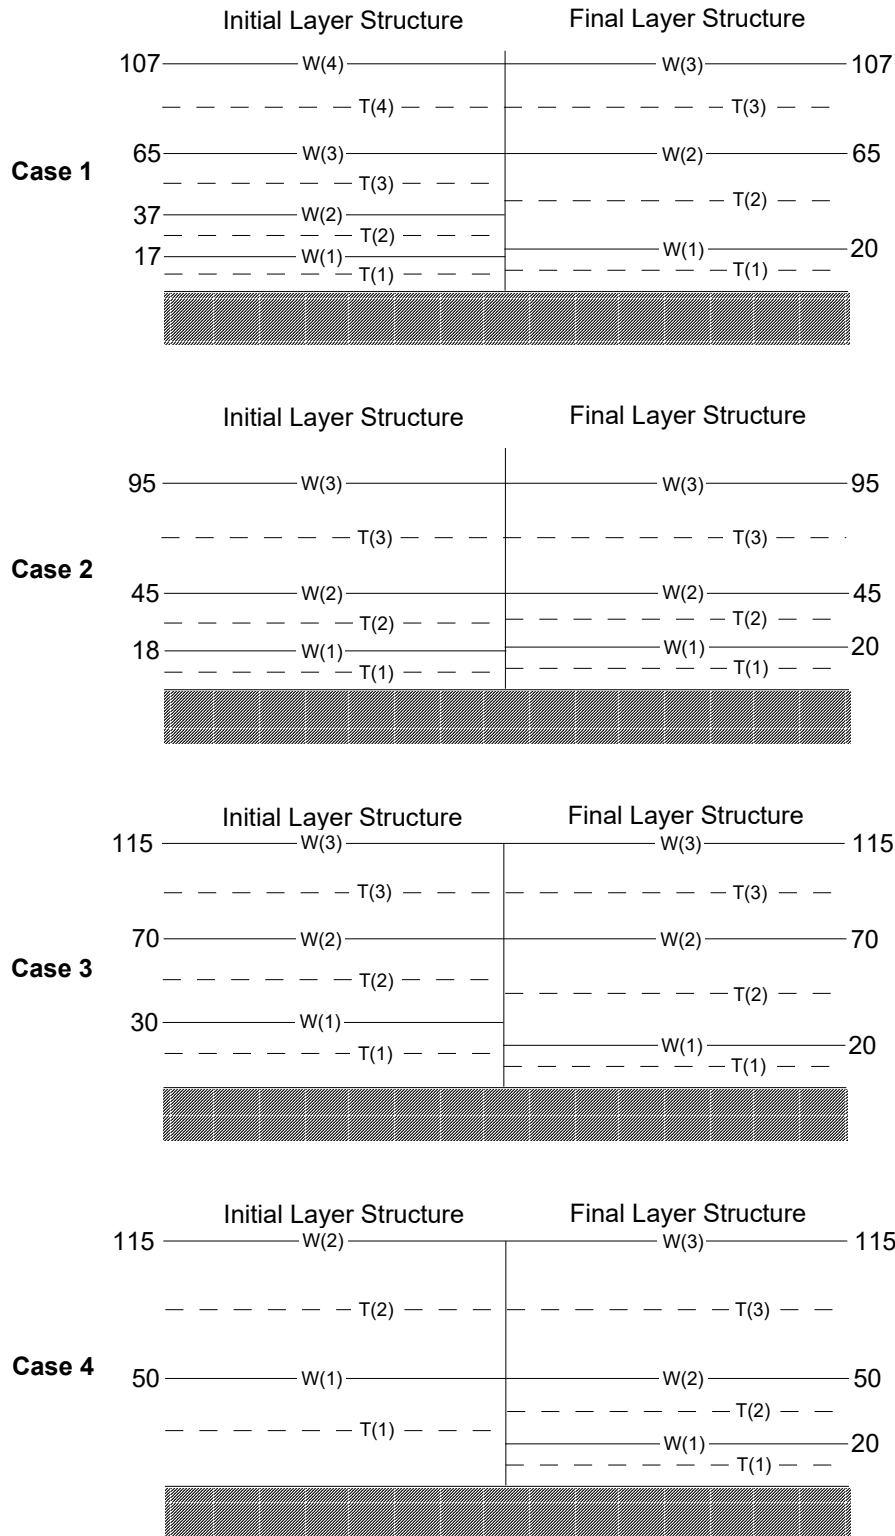 Initial Layer Structure Final Layer Structure
107 W(4) W(3) 107
T(4) T(3)
65 W(3) W(2) 65
Case 1
T(3)
T(2)
37 W(2)
T(2)
W(1) 20
17 W(1)
T(1) T(1)
Initial Layer Structure Final Layer Structure
95 W(3) W(3) 95
T(3) T(3)
Case 2
45 W(2) W(2) 45
T(2) T(2)
18 W(1) W(1) 20
T(1) T(1)
Initial Layer Structure Final Layer Structure
115 W(3) W(3) 115
T(3) T(3)
70 W(2) W(2) 70
Case 3
T(2) T(2)
30 W(1)
W(1) 20
T(1) T(1)
Initial Layer Structure Final Layer Structure
115 W(2) W(3) 115
T(2) T(3)
Case 4
50 W(1) W(2) 50
T(2)
T(1)
W(1) 20
T(1)